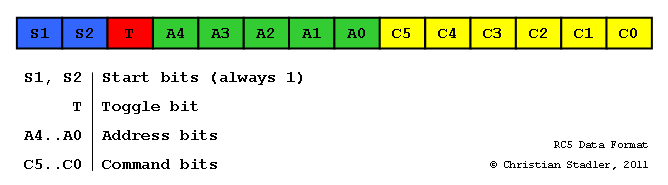 S1 S2 T A4 A3 A2 A1 A0 C5 C4 C3 C2 C1 C0
S1, S2 Start bits (always 1)
T Toggle bit
A4..A0 Address bits
C5..C0 Command bits
RC5 Data Format
© Christian Stadler, 2011